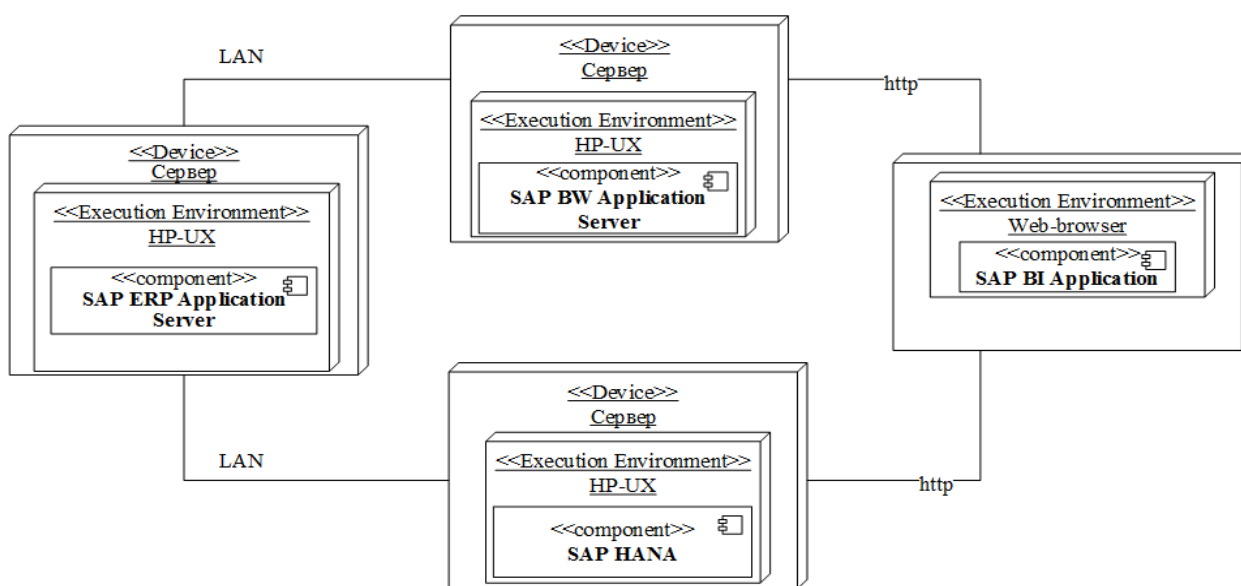 LAN
<<Device>>
Сервер
<<Execution Environment>>
HP-UX
<<component>>
SAP BW Application
Server
http
<<Device>>
Сервер
<<Execution Environment>>
HP-UX
<<component>>
SAP ERP Application
Server
<<Execution Environment>>
Web-browser
<<component>>
SAP BI Application
LAN
<<Device>>
Сервер
<<Execution Environment>>
HP-UX
<<component>>
SAP HANA
http